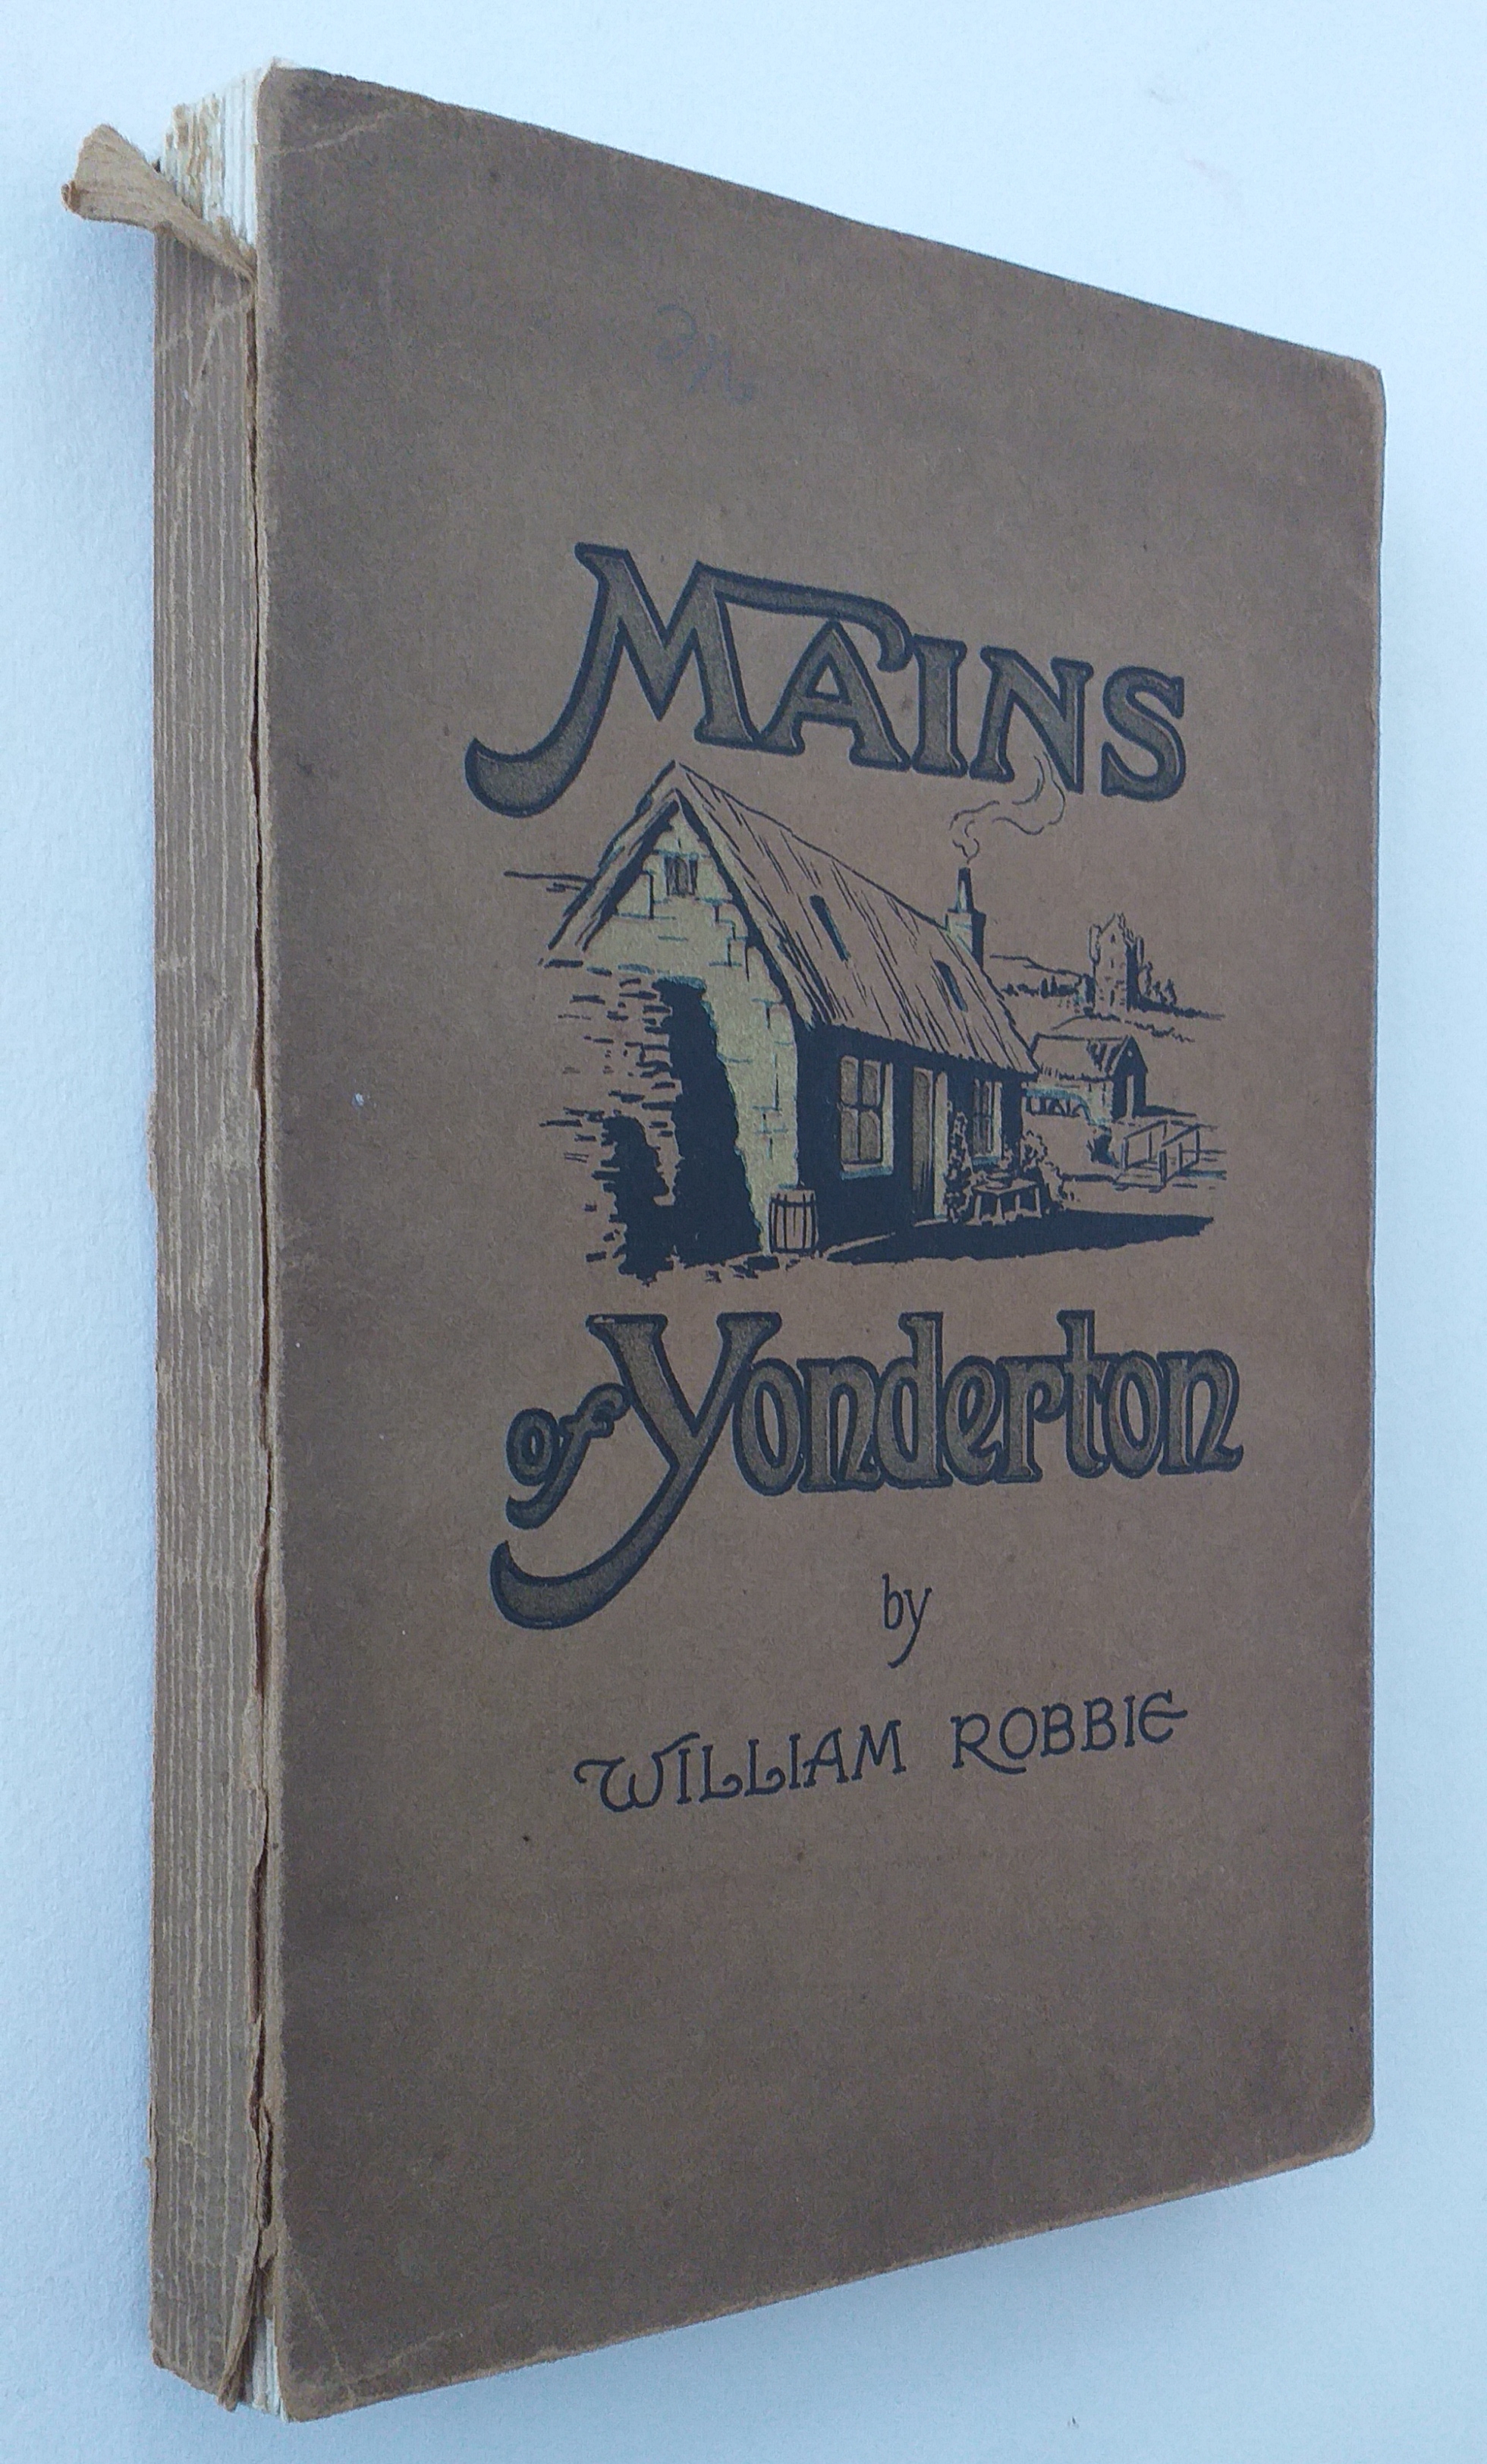 MAINS
of Yonderton
by
WILLIAM ROBBIE